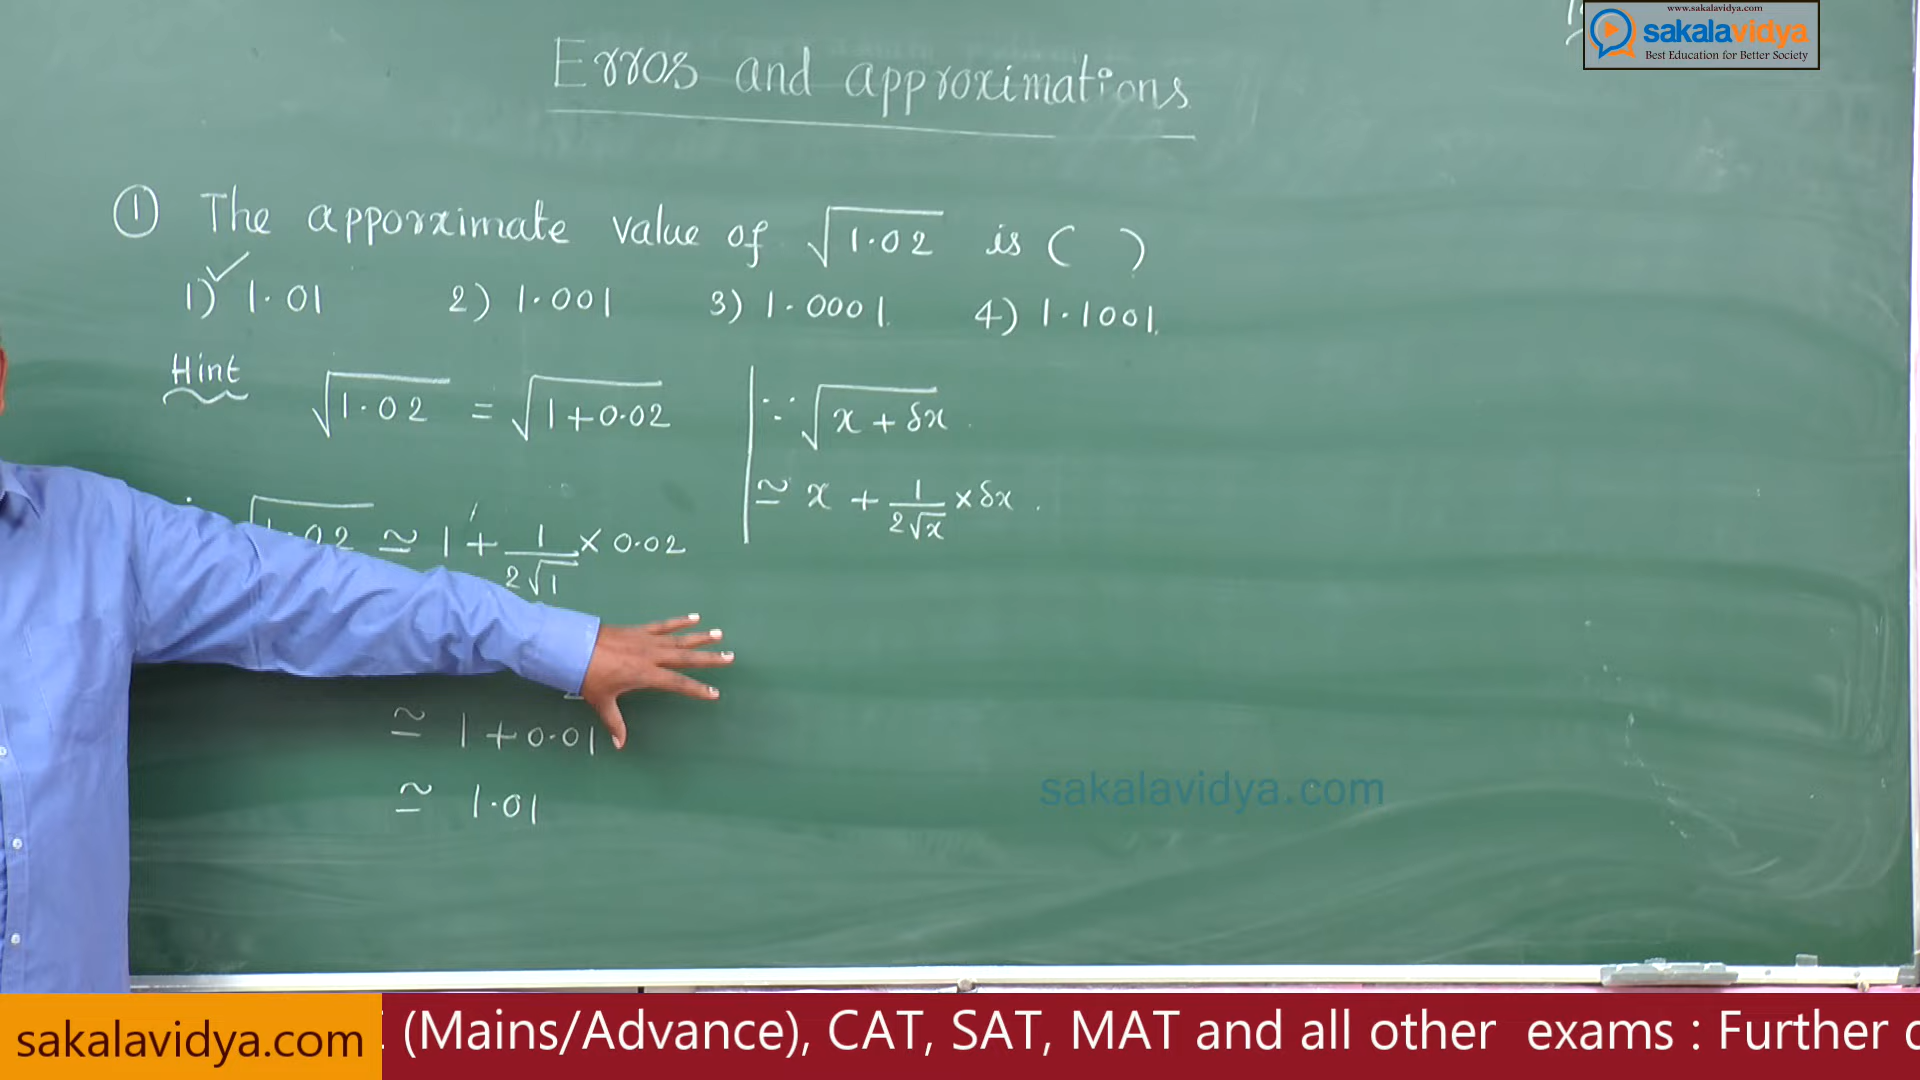 www.sakalavidya.com
sakalavidya
Best Education for Better Society
Erros and approximations
① The apporximate value of √1.02 is ( )
1) ✓ 1.01 2) 1.001 3) 1.0001 4) 1.1001.
Hint
√1.02 = √1+0.02
∵ √x + δx .
≃ x + 1/2√x × δx .
.02 ≃ 1 + 1/2√1 × 0.02
≃ 1 + 0.01
≃ 1.01
sakalavidya.com
sakalavidya.com
(Mains/Advance), CAT, SAT, MAT and all other exams : Further